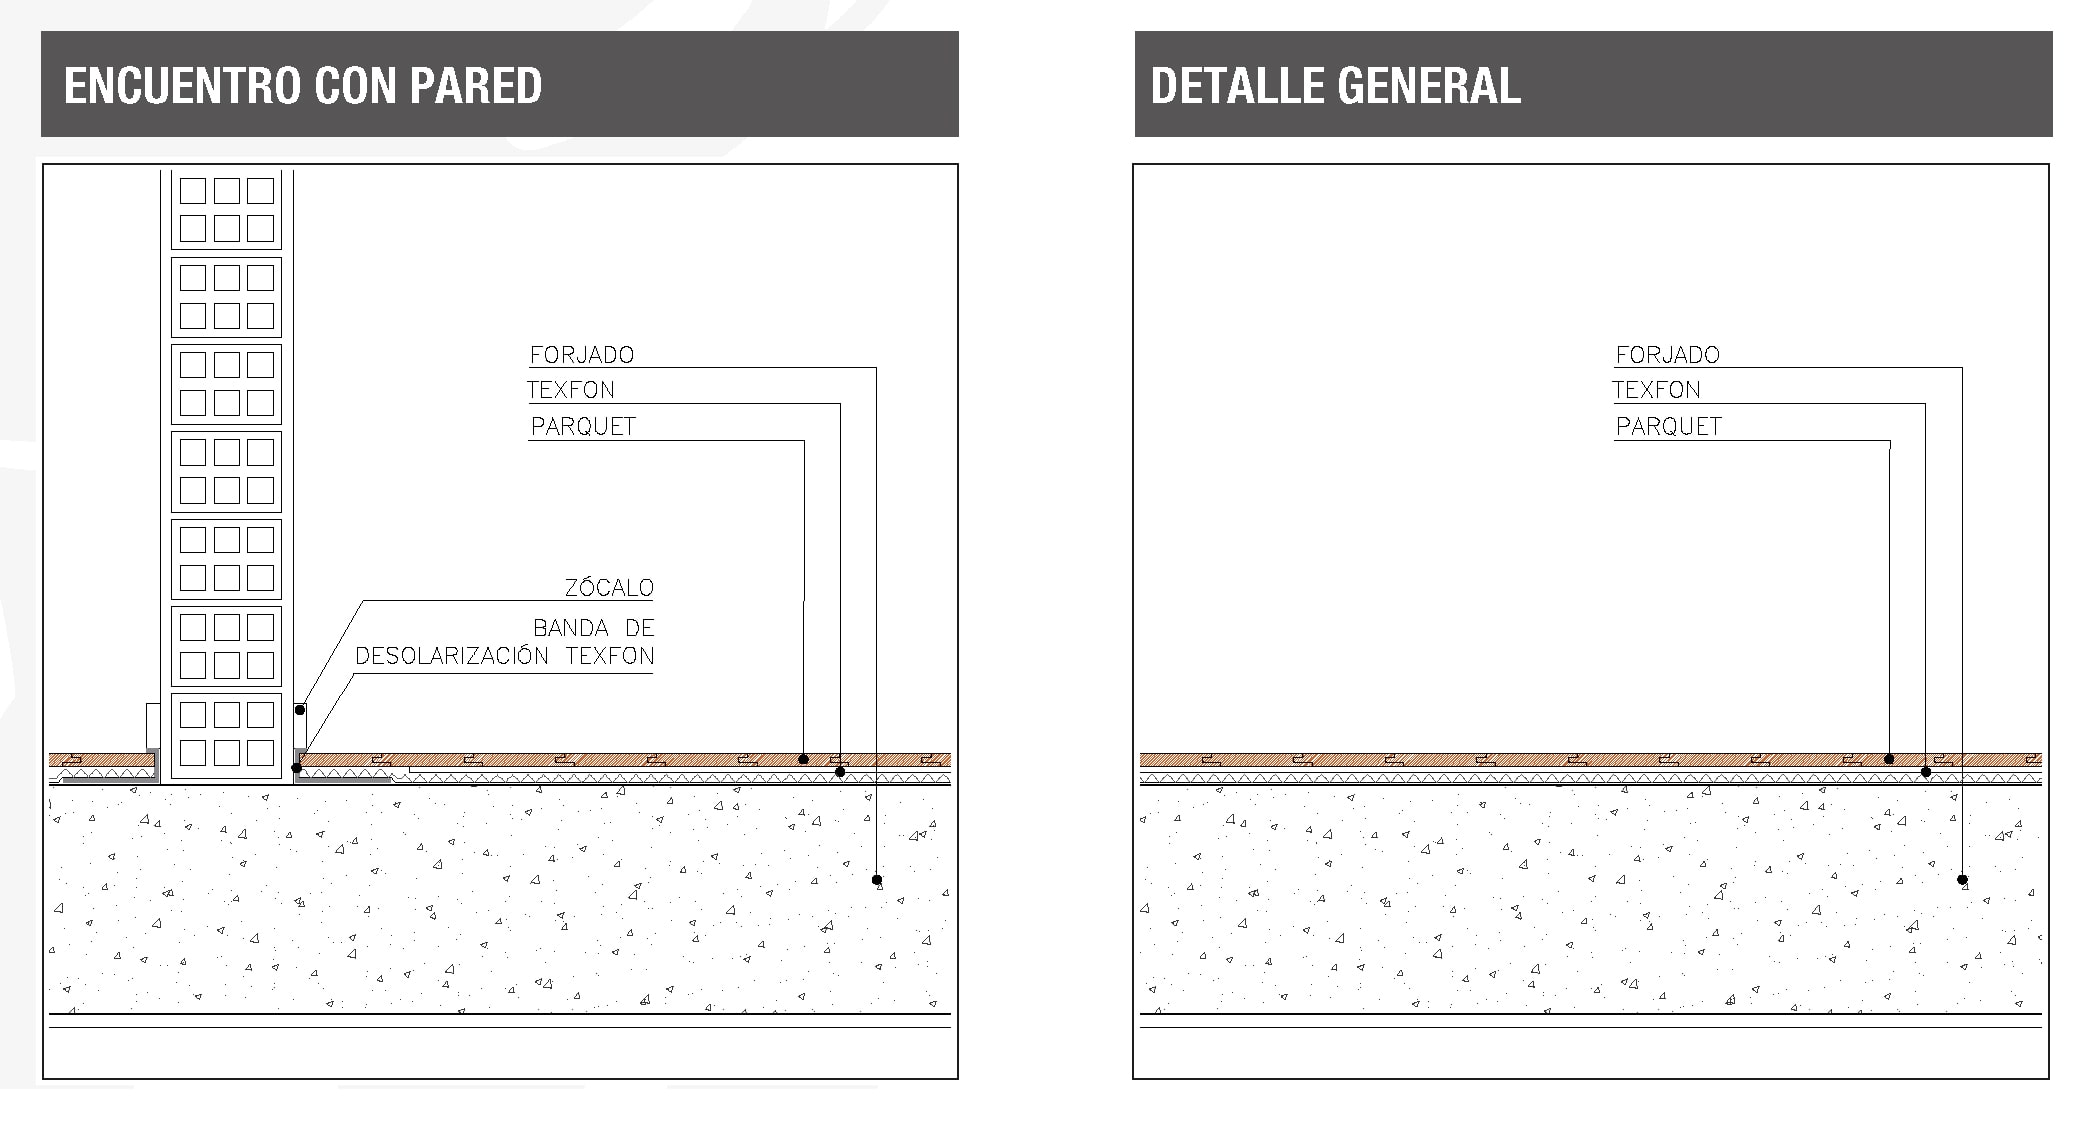 ENCUENTRO CON PARED
FORJADO
TEXFON
PARQUET
ZÓCALO
BANDA DE
DESOLARIZACIÓN TEXFON
DETALLE GENERAL
FORJADO
TEXFON
PARQUET